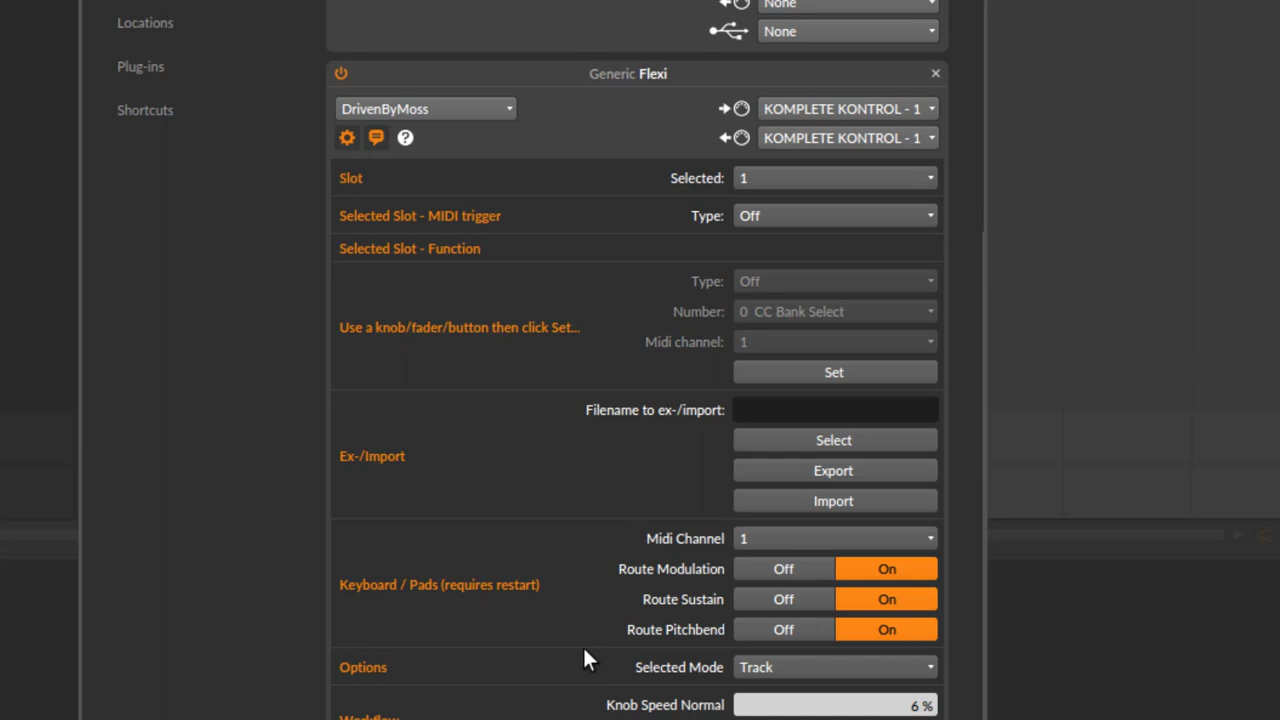 None
Locations
None
Generic Flexi
Plug-ins
DrivenByMoss
KOMPLETE KONTROL - 1
Shortcuts
?
KOMPLETE KONTROL - 1
Slot
Selected:
1
Selected Slot - MIDI trigger
Type:
Off
Selected Slot - Function
Type:
Off
Number:
0 CC Bank Select
Use a knob/fader/button then click Set...
Midi channel:
1
Set
Filename to ex-/import:
Select
Ex-/Import
Export
Import
Midi Channel
1
Route Modulation
Off
On
Keyboard / Pads (requires restart)
Route Sustain
Off
On
Route Pitchbend
Off
On
Options
Selected Mode
Track
Knob Speed Normal
6 %
Workflow